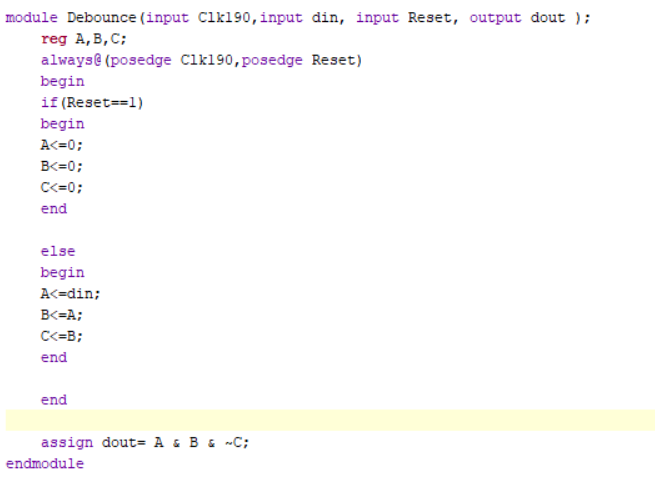 module Debounce(input Clk190,input din, input Reset, output dout );
reg A,B,C;
always@(posedge Clk190,posedge Reset)
begin
if(Reset==1)
begin
A<=0;
B<=0;
C<=0;
end
else
begin
A<=din;
B<=A;
C<=B;
end
end
assign dout= A & B & ~C;
endmodule